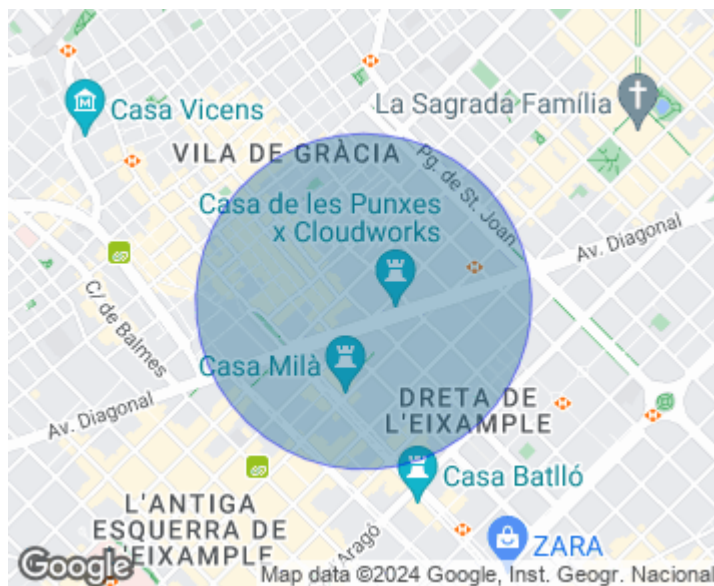 Casa Vicens
La Sagrada Família
VILA DE GRÀCIA
Pg. de St. Joan
Casa de les Punxes
x Cloudworks
Av. Diagonal
C/ de Balmes
Casa Milà
Av. Diagonal
DRETA DE
L'EIXAMPLE
Casa Batlló
L'ANTIGA
ESQUERRA DE
L'EIXAMPLE
Aragó
ZARA
Google
Map data ©2024 Google, Inst. Geogr. Nacional